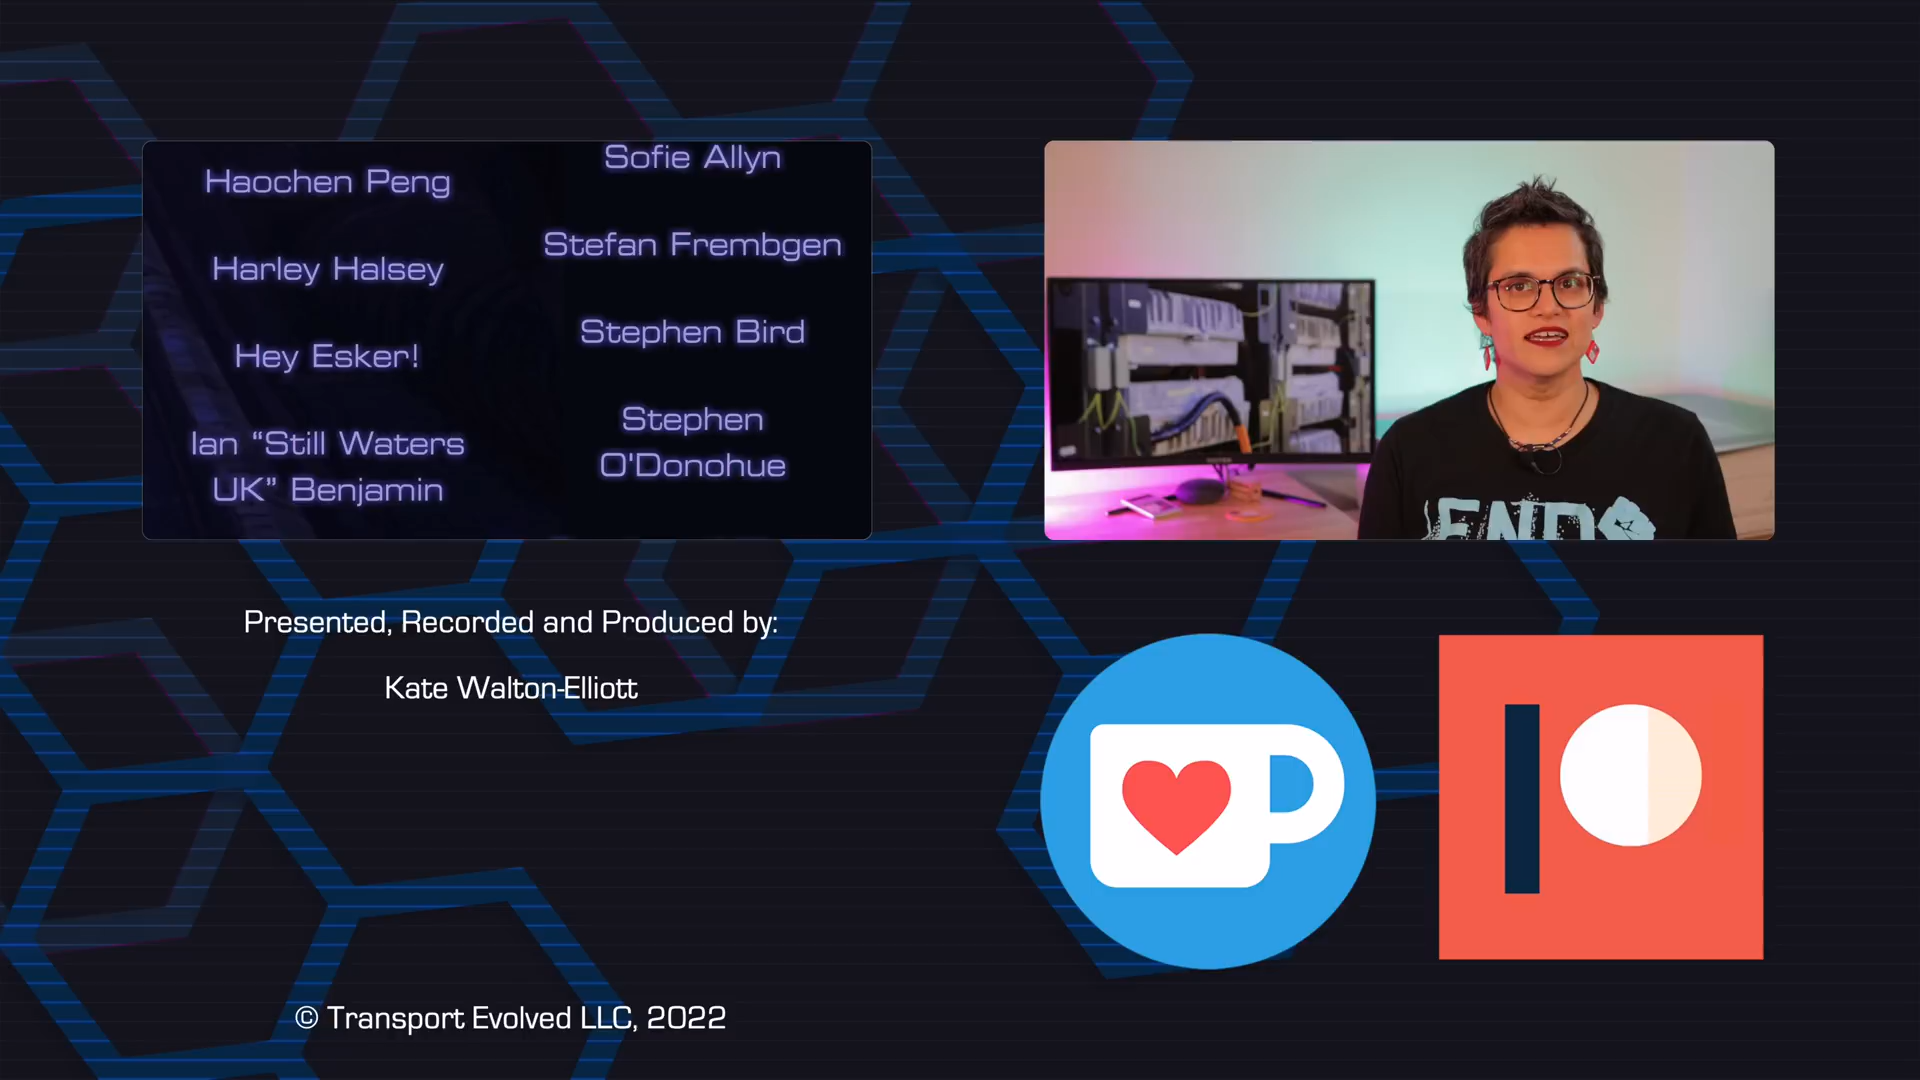 Haochen Peng
Harley Halsey
Hey Esker!
Ian “Still Waters
UK” Benjamin
Sofie Allyn
Stefan Frembgen
Stephen Bird
Stephen
O'Donohue
END
Presented, Recorded and Produced by:
Kate Walton-Elliott
© Transport Evolved LLC, 2022